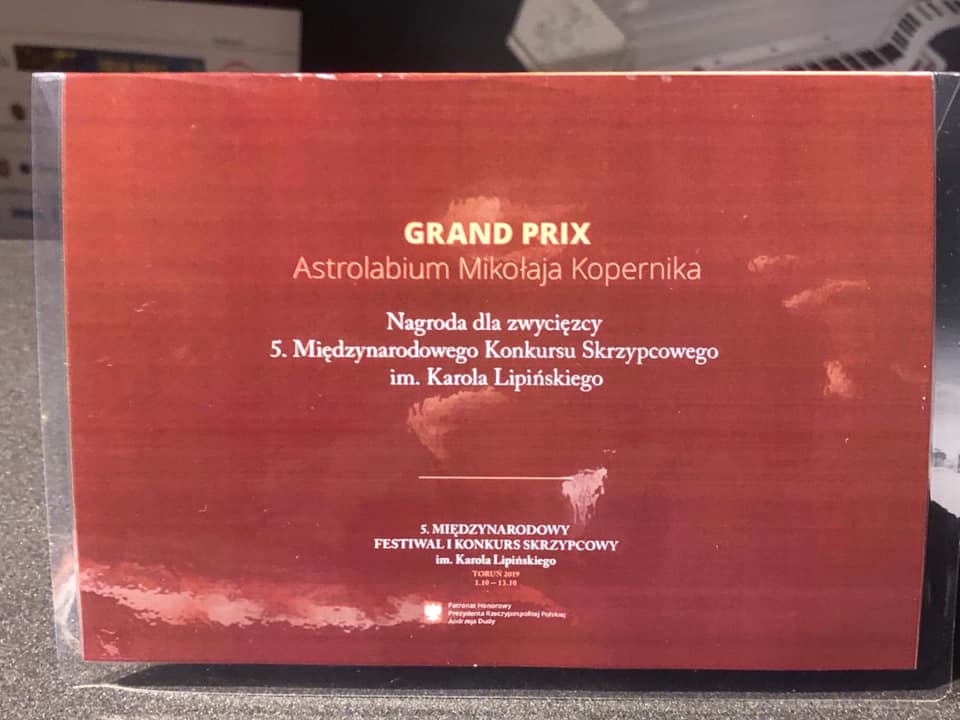 GRAND PRIX
Astrolabium Mikołaja Kopernika
Nagroda dla zwycięzcy
5. Międzynarodowego Konkursu Skrzypcowego
im. Karola Lipińskiego
5. MIĘDZYNARODOWY
FESTIWAL I KONKURS SKRZYPCOWY
im. Karola Lipińskiego
TORUŃ 2019
1.10 – 13.10
Patronat Honorowy
Prezydenta Rzeczypospolitej Polskiej
Andrzeja Dudy